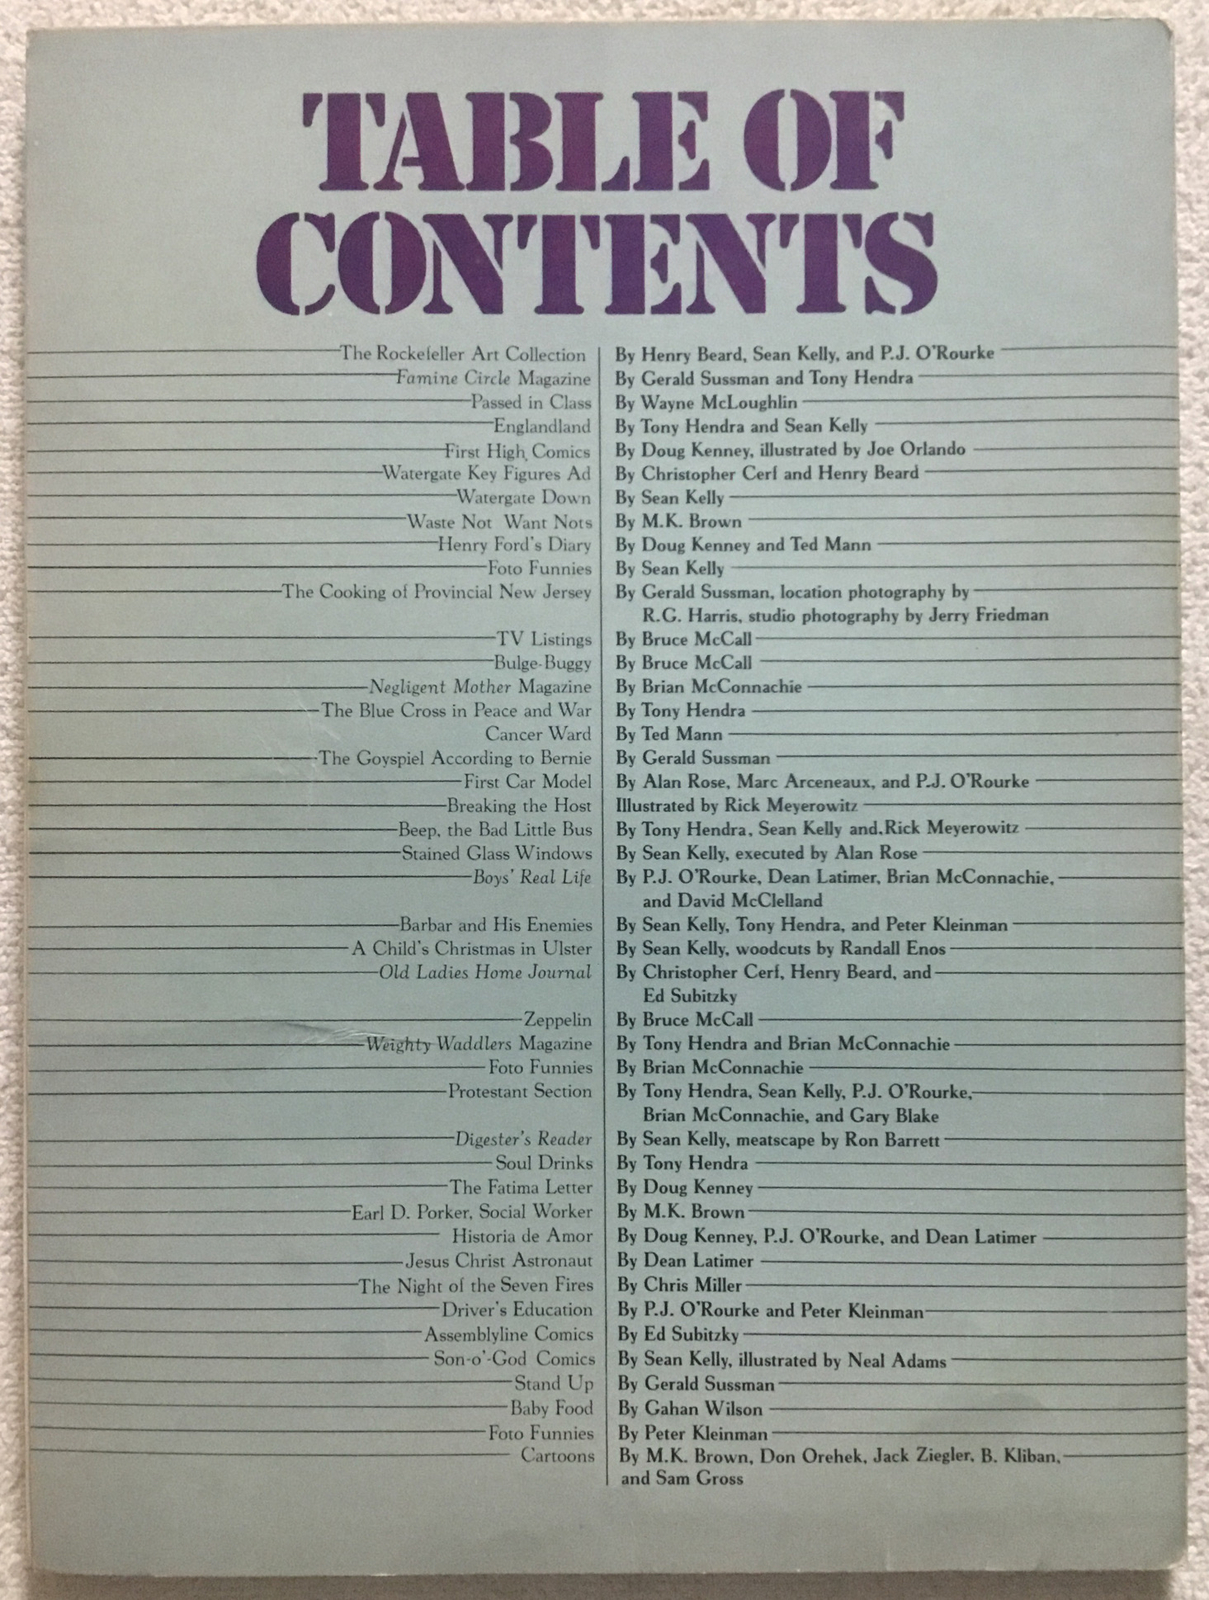 TABLE OF
CONTENTS
The Rockefeller Art Collection By Henry Beard, Sean Kelly, and P.J. O'Rourke
Famine Circle Magazine By Gerald Sussman and Tony Hendra
Passed in Class By Wayne McLoughlin
Englandland By Tony Hendra and Sean Kelly
First High Comics By Doug Kenney, illustrated by Joe Orlando
Watergate Key Figures Ad By Christopher Cerf and Henry Beard
Watergate Down By Sean Kelly
Waste Not Want Nots By M.K. Brown
Henry Ford's Diary By Doug Kenney and Ted Mann
Foto Funnies By Sean Kelly
The Cooking of Provincial New Jersey By Gerald Sussman, location photography by
R.G. Harris, studio photography by Jerry Friedman
TV Listings By Bruce McCall
Bulge-Buggy By Bruce McCall
Negligent Mother Magazine By Brian McConnachie
The Blue Cross in Peace and War By Tony Hendra
Cancer Ward By Ted Mann
The Goyspiel According to Bernie By Gerald Sussman
First Car Model By Alan Rose, Marc Arceneaux, and P.J. O'Rourke
Breaking the Host Illustrated by Rick Meyerowitz
Beep, the Bad Little Bus By Tony Hendra, Sean Kelly and Rick Meyerowitz
Stained Glass Windows By Sean Kelly, executed by Alan Rose
Boys' Real Life By P.J. O'Rourke, Dean Latimer, Brian McConnachie,
and David McClelland
Barbar and His Enemies By Sean Kelly, Tony Hendra, and Peter Kleinman
A Child's Christmas in Ulster By Sean Kelly, woodcuts by Randall Enos
Old Ladies Home Journal By Christopher Cerf, Henry Beard, and
Ed Subitzky
Zeppelin By Bruce McCall
Weighty Waddlers Magazine By Tony Hendra and Brian McConnachie
Foto Funnies By Brian McConnachie
Protestant Section By Tony Hendra, Sean Kelly, P.J. O'Rourke,
Brian McConnachie, and Gary Blake
Digester's Reader By Sean Kelly, meatscape by Ron Barrett
Soul Drinks By Tony Hendra
The Fatima Letter By Doug Kenney
Earl D. Porker, Social Worker By M.K. Brown
Historia de Amor By Doug Kenney, P.J. O'Rourke, and Dean Latimer
Jesus Christ Astronaut By Dean Latimer
The Night of the Seven Fires By Chris Miller
Driver's Education By P.J. O'Rourke and Peter Kleinman
Assemblyline Comics By Ed Subitzky
Son-o'-God Comics By Sean Kelly, illustrated by Neal Adams
Stand Up By Gerald Sussman
Baby Food By Gahan Wilson
Foto Funnies By Peter Kleinman
Cartoons By M.K. Brown, Don Orehek, Jack Ziegler, B. Kliban,
and Sam Gross